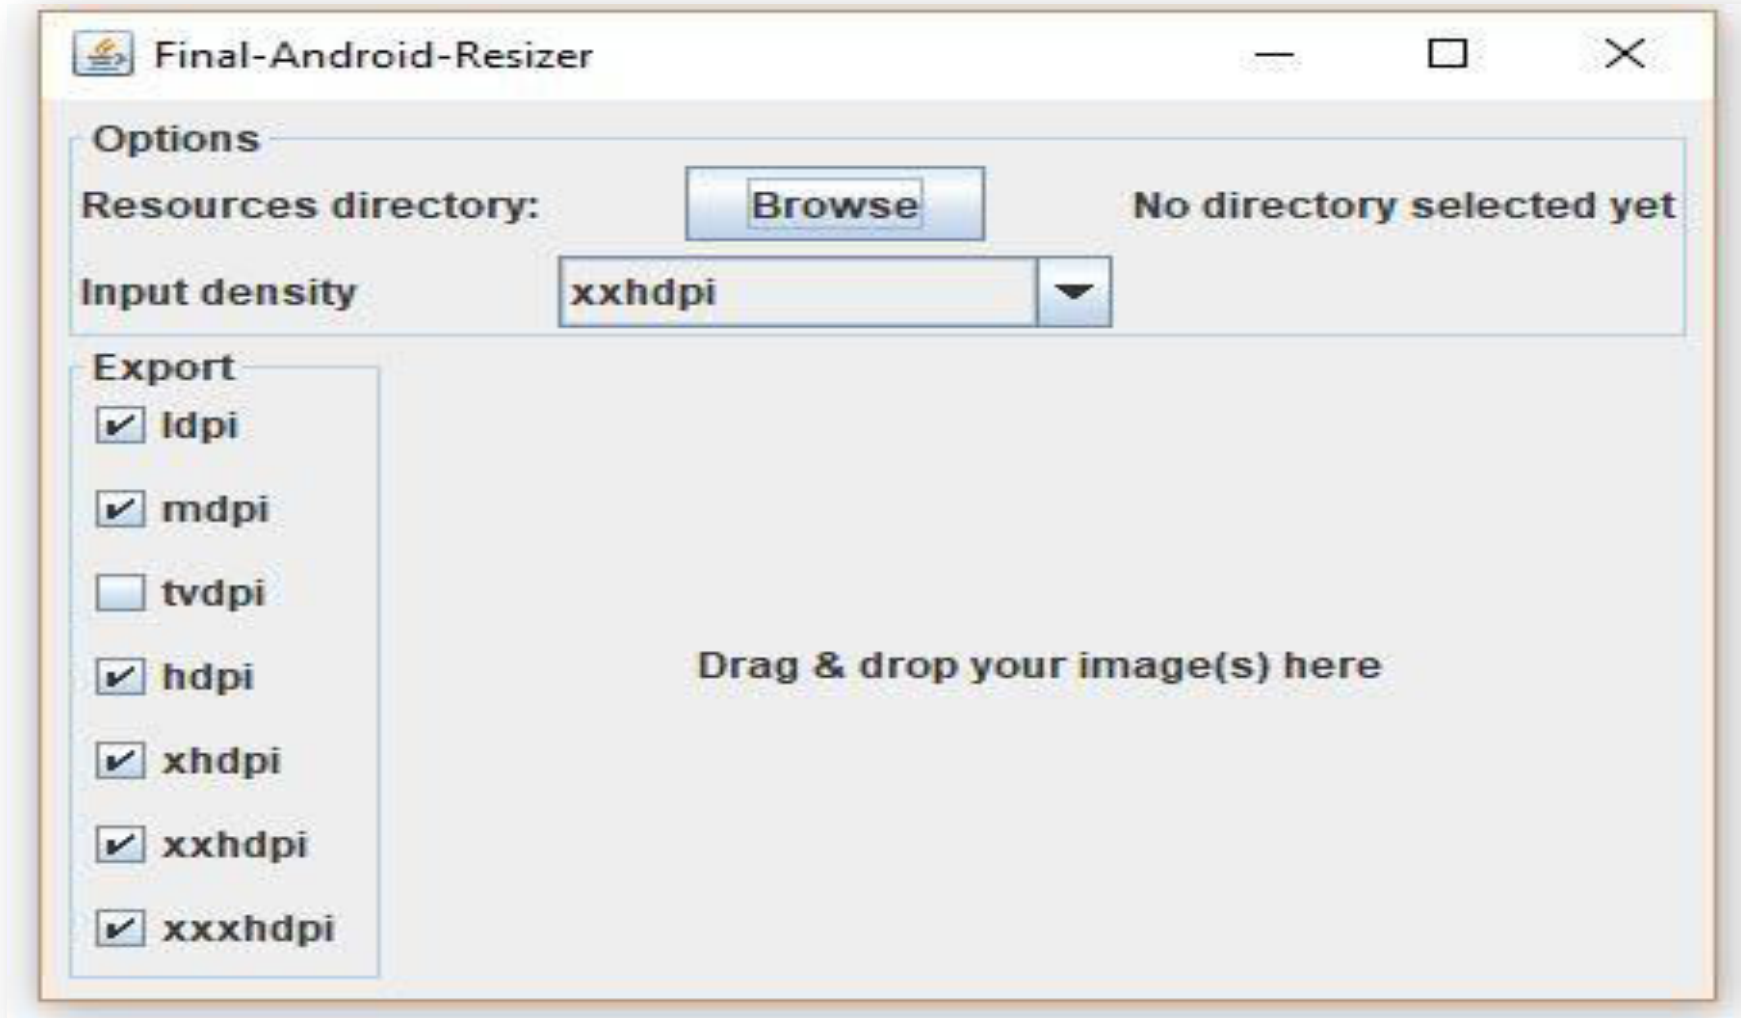 Final-Android-Resizer
Options
Resources directory: Browse No directory selected yet
Input density xxhdpi
Export
ldpi
mdpi
tvdpi
hdpi
Drag & drop your image(s) here
xhdpi
xxhdpi
xxxhdpi